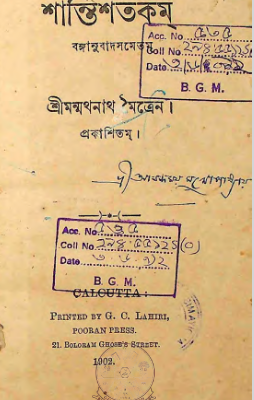 শান্তিশতকম্
বঙ্গানুবাদসমেতম্
Acc. No.
Coll No
Date
B. G. M.
শ্রীমন্মথনাথ মৈত্রেন।
প্রকাশিতম্।
শ্রী মুখোপাধ্যায়
Acc. No.
Coll No
Date
B. G. M.
CALCUTTA:
PRINTED BY G. C. LAHIRI,
POORAN PRESS.
21. BOLORAM GHOSE'S STREET.
1902.